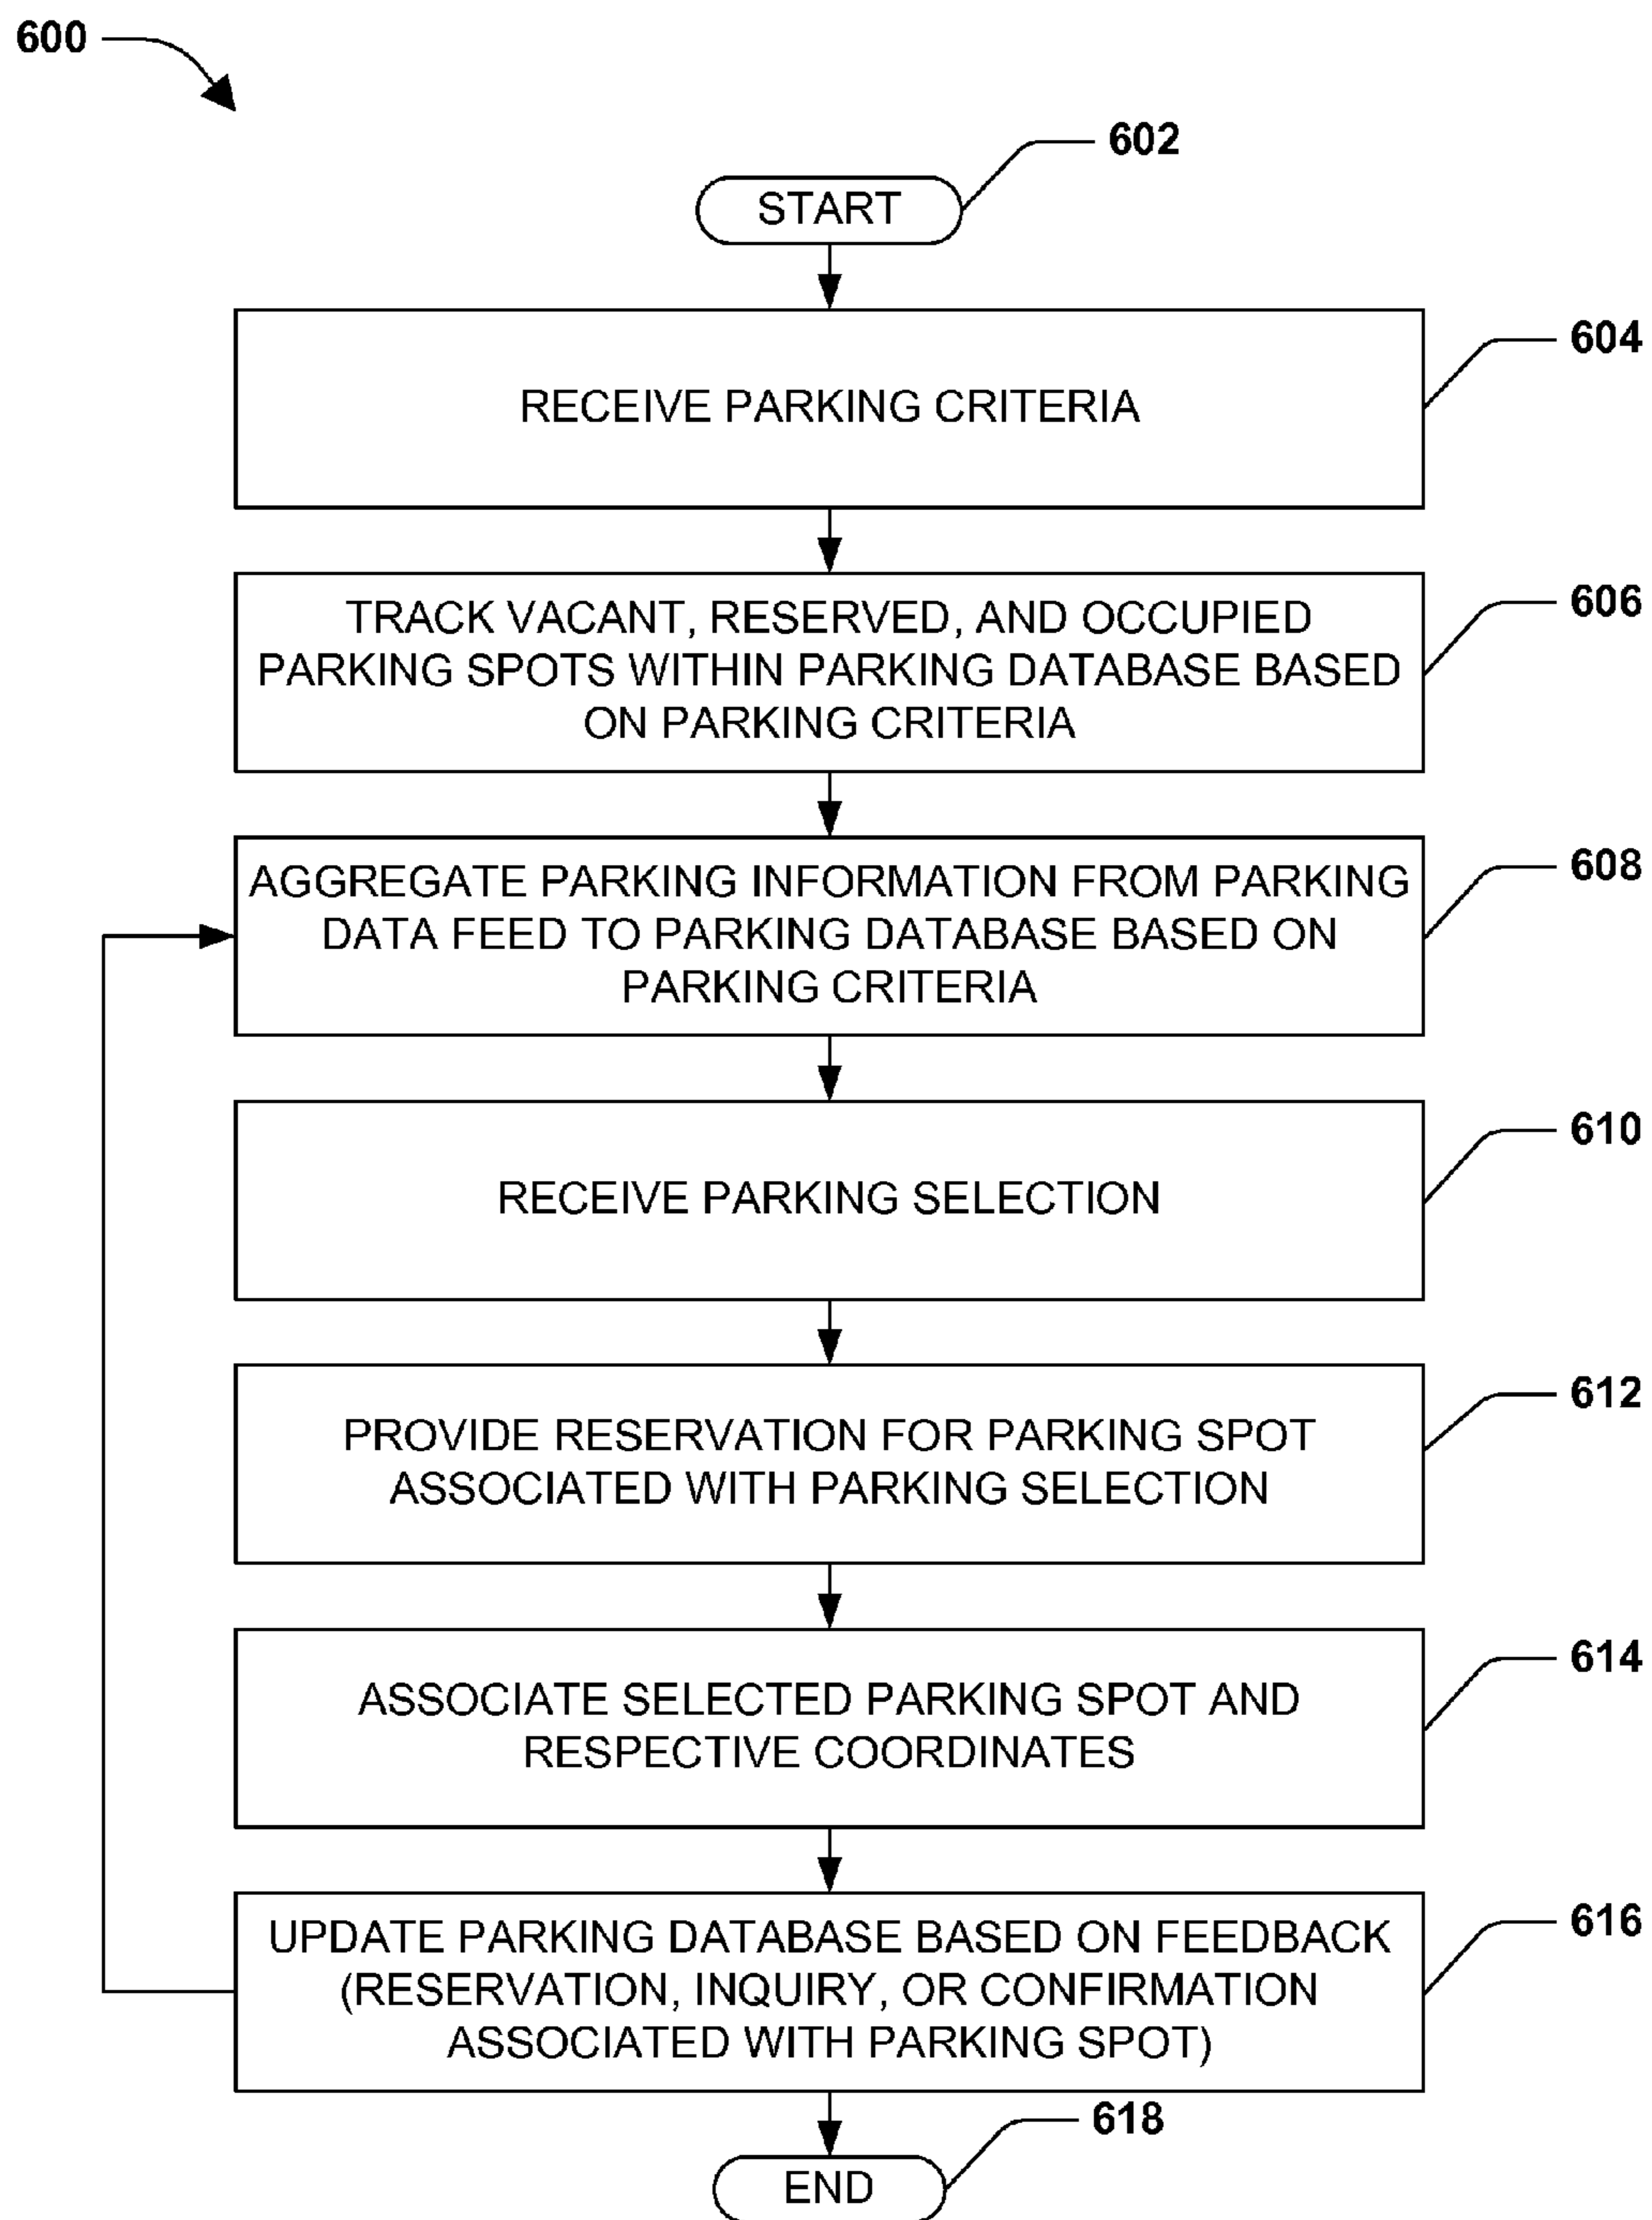 600
602
START
604
RECEIVE PARKING CRITERIA
606
TRACK VACANT, RESERVED, AND OCCUPIED
PARKING SPOTS WITHIN PARKING DATABASE BASED
ON PARKING CRITERIA
608
AGGREGATE PARKING INFORMATION FROM PARKING
DATA FEED TO PARKING DATABASE BASED ON
PARKING CRITERIA
610
RECEIVE PARKING SELECTION
612
PROVIDE RESERVATION FOR PARKING SPOT
ASSOCIATED WITH PARKING SELECTION
614
ASSOCIATE SELECTED PARKING SPOT AND
RESPECTIVE COORDINATES
616
UPDATE PARKING DATABASE BASED ON FEEDBACK
(RESERVATION, INQUIRY, OR CONFIRMATION
ASSOCIATED WITH PARKING SPOT)
618
END